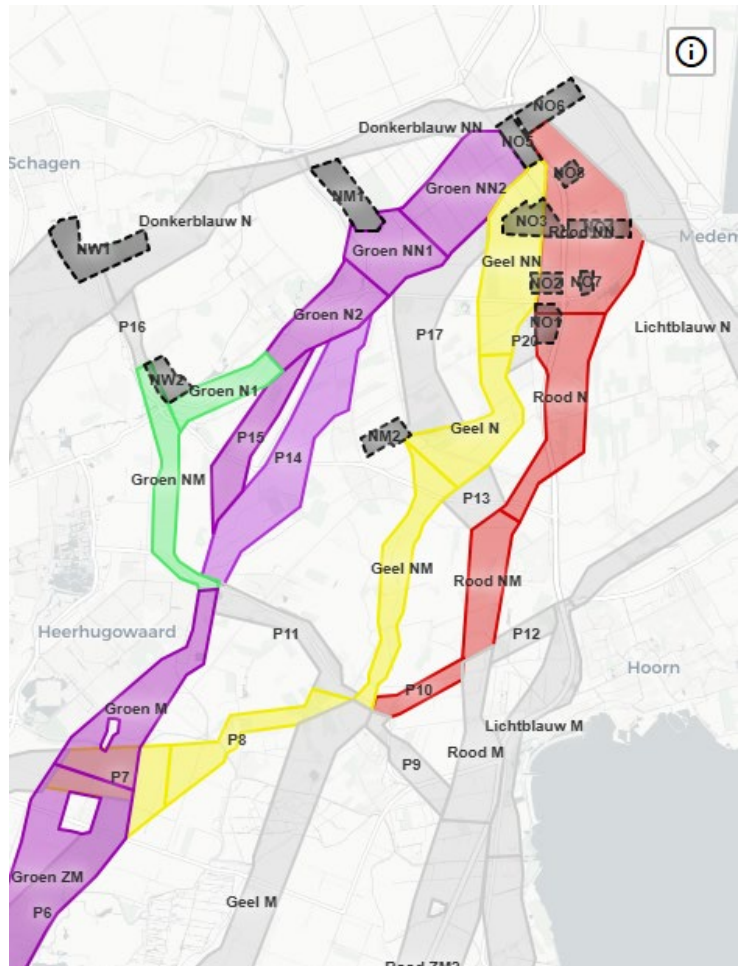 NO6
Donkerblauw NN
NO5
Schagen
NO8
Groen NN2
NM1
Donkerblauw N
NO3
Rood NN
Medem
NW1
Groen NN1
Geel NN
NO2
NO7
Groen N2
NO1
P16
P17
Lichtblauw N
P20
NW2
Groen N1
Rood N
Geel N
NM2
P15
P14
Groen NM
P13
Geel NM
Rood NM
Heerhugowaard
P11
P12
Hoorn
P10
Groen M
Lichtblauw M
P8
Rood M
P7
P9
Groen ZM
Geel M
P6
Rood ZM2